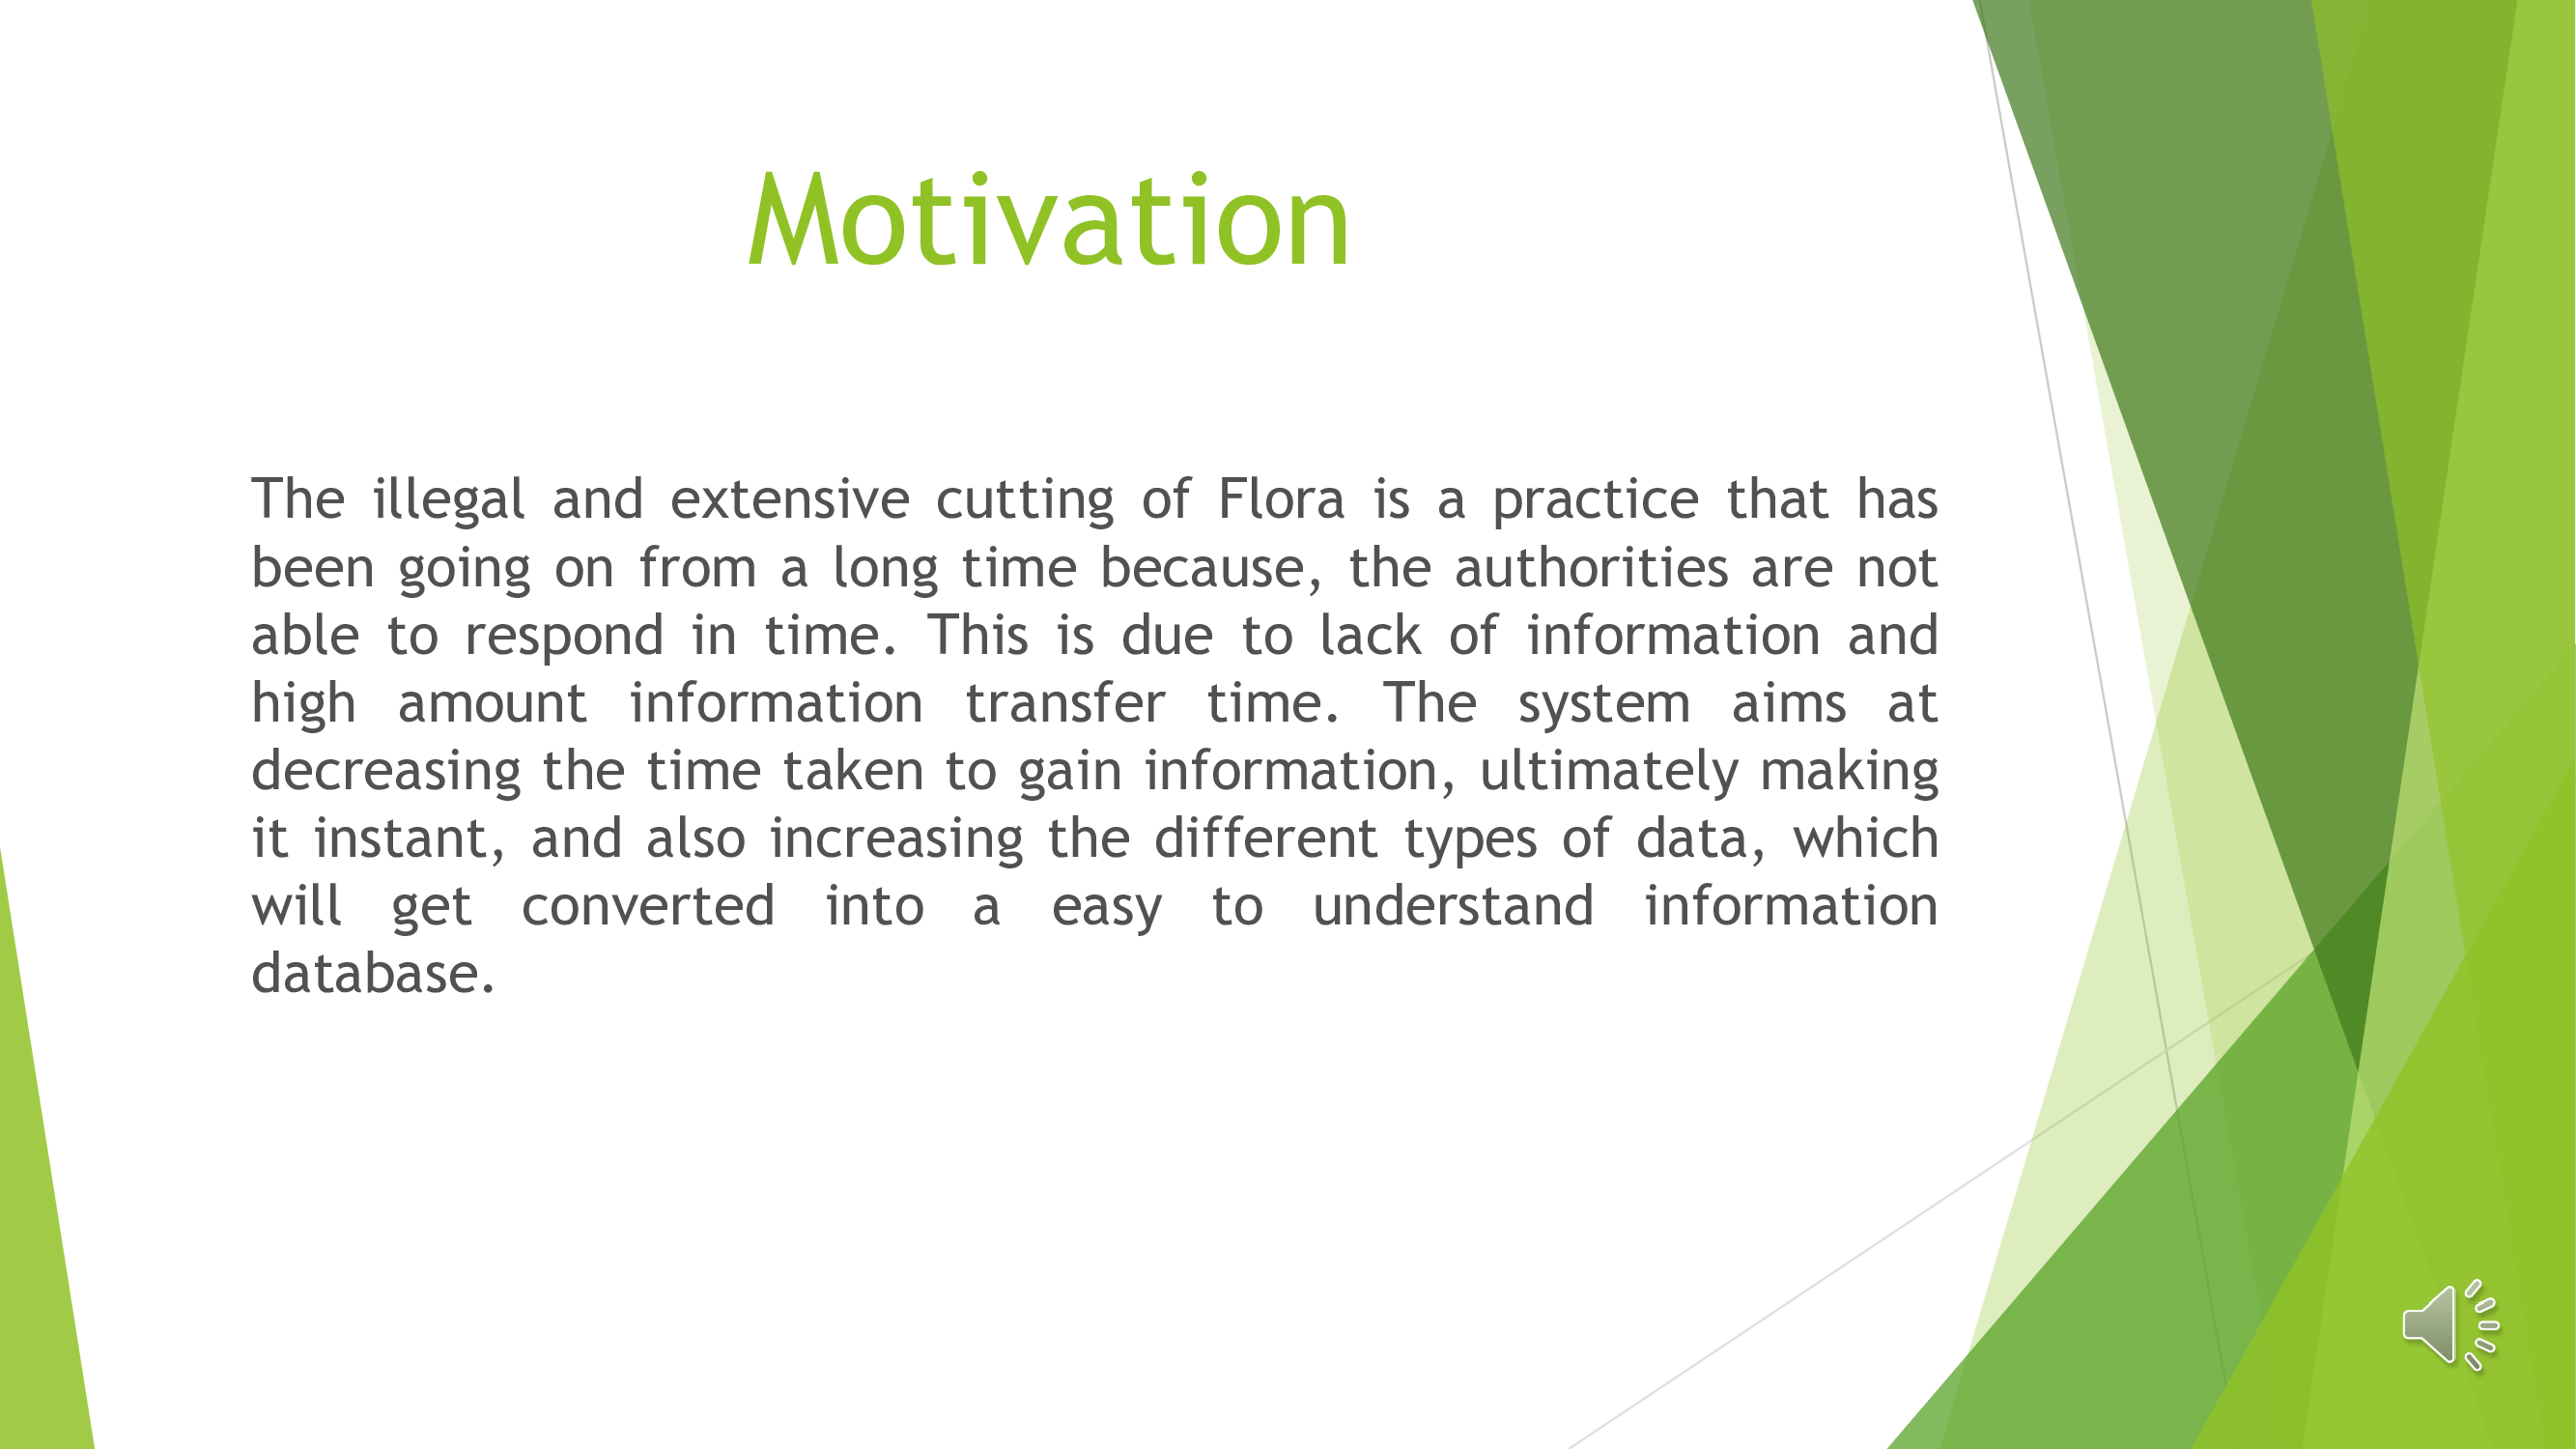 Motivation
The illegal and extensive cutting of Flora is a practice that has
been going on from a long time because, the authorities are not
able to respond in time. This is due to lack of information and
high amount information transfer time. The system aims at
decreasing the time taken to gain information, ultimately making
it instant, and also increasing the different types of data, which
will get converted into a easy to understand information
database.